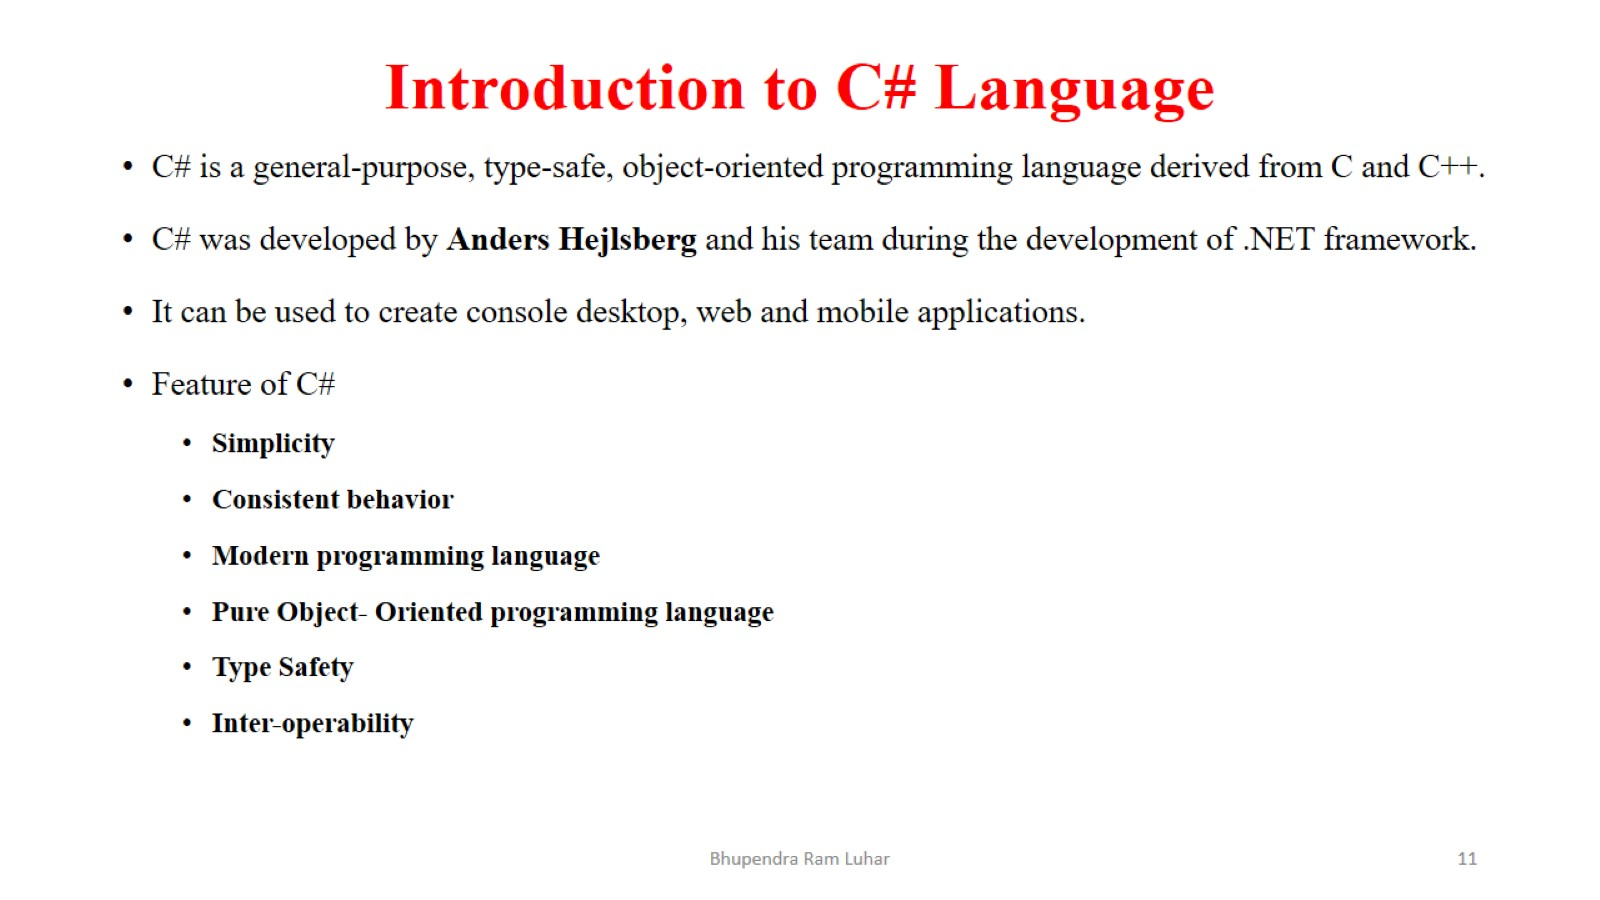 Introduction to C# Language
• C# is a general-purpose, type-safe, object-oriented programming language derived from C and C++.
• C# was developed by Anders Hejlsberg and his team during the development of .NET framework.
• It can be used to create console desktop, web and mobile applications.
• Feature of C#
• Simplicity
• Consistent behavior
• Modern programming language
• Pure Object- Oriented programming language
• Type Safety
• Inter-operability
Bhupendra Ram Luhar
11